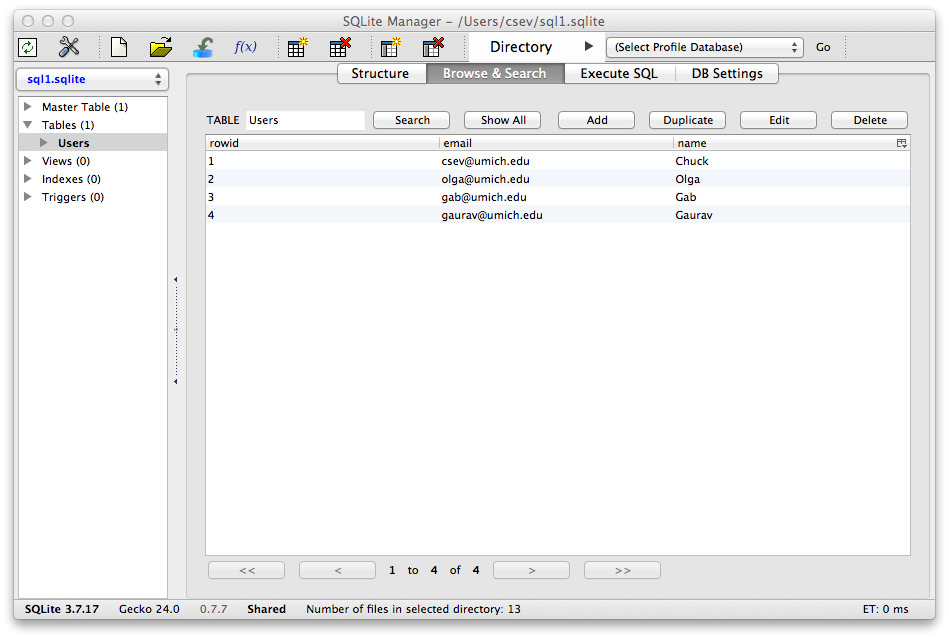 SQLite Manager - /Users/csev/sql1.sqlite
f(x) Directory (Select Profile Database) Go
sql1.sqlite
Structure Browse & Search Execute SQL DB Settings
Master Table (1)
Tables (1)
Users
Views (0)
Indexes (0)
Triggers (0)
TABLE Users Search Show All Add Duplicate Edit Delete
rowid email name
1 csev@umich.edu Chuck
2 olga@umich.edu Olga
3 gab@umich.edu Gab
4 gaurav@umich.edu Gaurav
<< < 1 to 4 of 4 > >>
SQLite 3.7.17 Gecko 24.0 0.7.7 Shared Number of files in selected directory: 13 ET: 0 ms